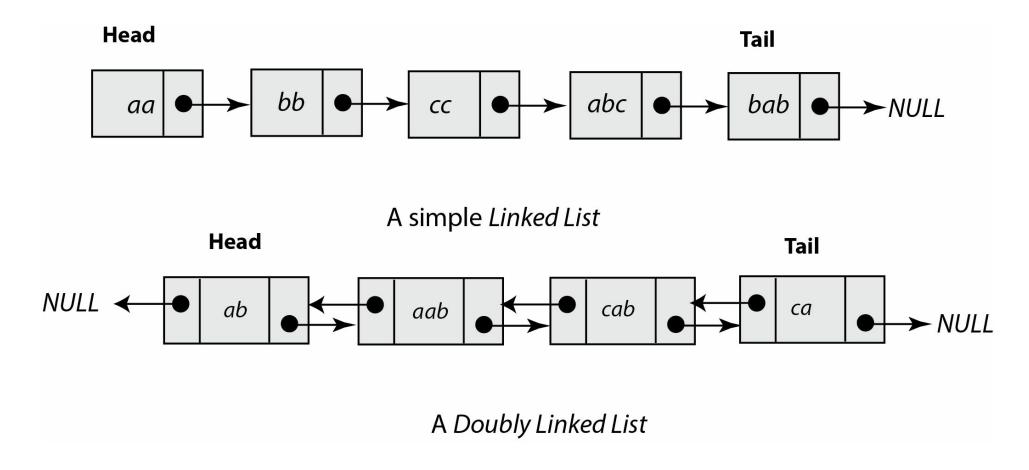 Head Tail
aa bb cc abc bab NULL
A simple Linked List
Head Tail
NULL ab aab cab ca NULL
A Doubly Linked List